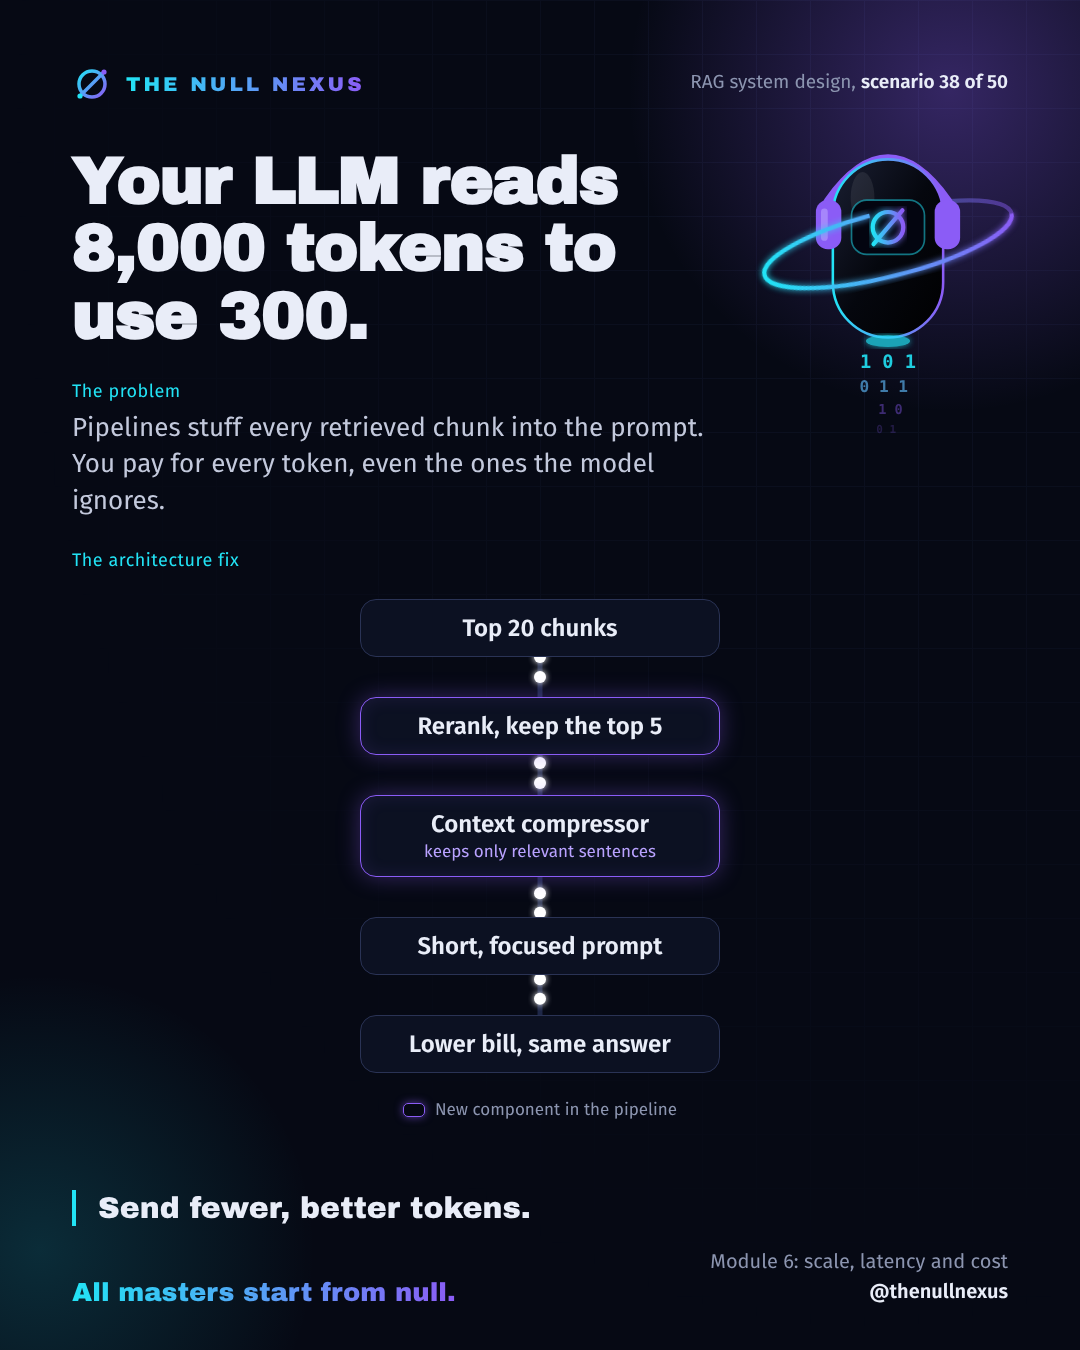 THE NULL NEXUS
RAG system design, scenario 38 of 50
Your LLM reads
8,000 tokens to
use 300.
1 0 1
0 1 1
1 0
0 1
The problem
Pipelines stuff every retrieved chunk into the prompt.
You pay for every token, even the ones the model
ignores.
The architecture fix
Top 20 chunks
Rerank, keep the top 5
Context compressor
keeps only relevant sentences
Short, focused prompt
Lower bill, same answer
New component in the pipeline
Send fewer, better tokens.
Module 6: scale, latency and cost
All masters start from null.
@thenullnexus